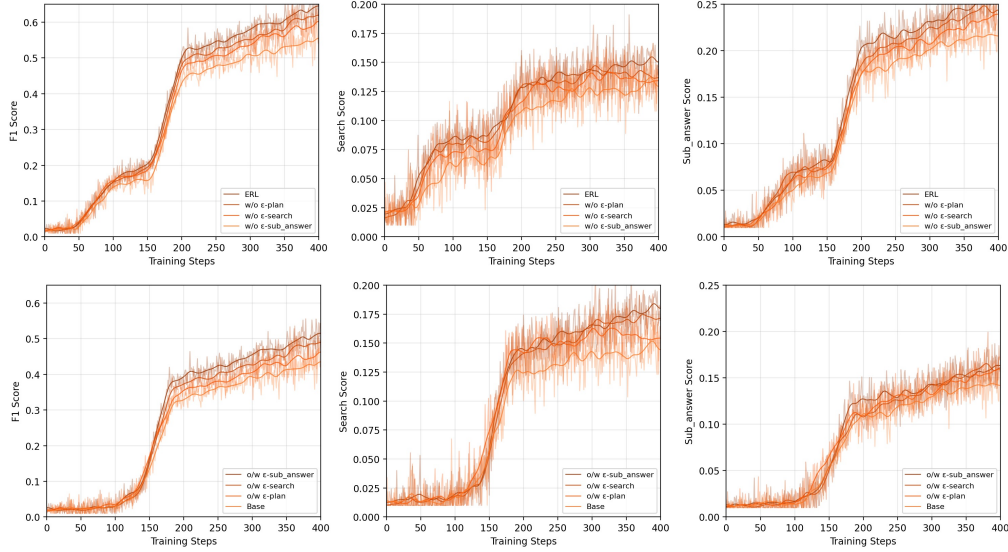 0.6
0.5
0.4
0.3
0.2
0.1
0.0
F1 Score
0 50 100 150 200 250 300 350 400
Training Steps
ERL
w/o ε-plan
w/o ε-search
w/o ε-sub_answer
0.200
0.175
0.150
0.125
0.100
0.075
0.050
0.025
0.000
Search Score
0 50 100 150 200 250 300 350 400
Training Steps
ERL
w/o ε-plan
w/o ε-search
w/o ε-sub_answer
0.25
0.20
0.15
0.10
0.05
0.00
Sub_answer Score
0 50 100 150 200 250 300 350 400
Training Steps
ERL
w/o ε-plan
w/o ε-search
w/o ε-sub_answer
0.6
0.5
0.4
0.3
0.2
0.1
0.0
F1 Score
0 50 100 150 200 250 300 350 400
Training Steps
o/w ε-sub_answer
o/w ε-search
o/w ε-plan
Base
0.200
0.175
0.150
0.125
0.100
0.075
0.050
0.025
0.000
Search Score
0 50 100 150 200 250 300 350 400
Training Steps
o/w ε-sub_answer
o/w ε-search
o/w ε-plan
Base
0.25
0.20
0.15
0.10
0.05
0.00
Sub_answer Score
0 50 100 150 200 250 300 350 400
Training Steps
o/w ε-sub_answer
o/w ε-search
o/w ε-plan
Base